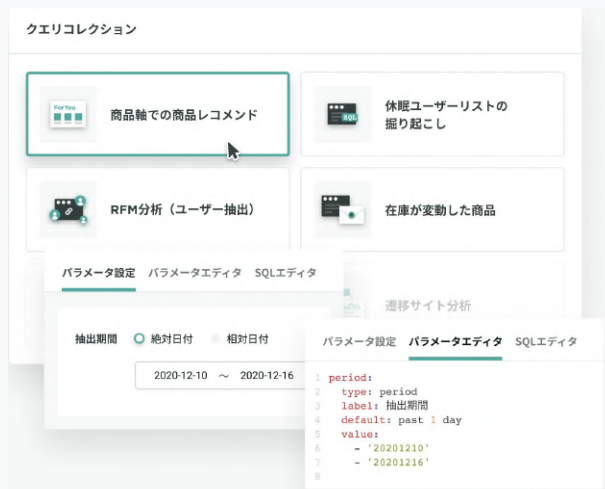 クエリコレクション
For You
商品軸での商品レコメンド
SQL
休眠ユーザーリストの
掘り起こし
RFM分析（ユーザー抽出）
在庫が変動した商品
遷移サイト分析
パラメータ設定 パラメータエディタ SQLエディタ
抽出期間 絶対日付 相対日付
2020-12-10 ～ 2020-12-16
パラメータ設定 パラメータエディタ SQLエディタ
1 period:
2 type: period
3 label: 抽出期間
4 default: past 1 day
5 value:
6 - '20201210'
7 - '20201216'
8